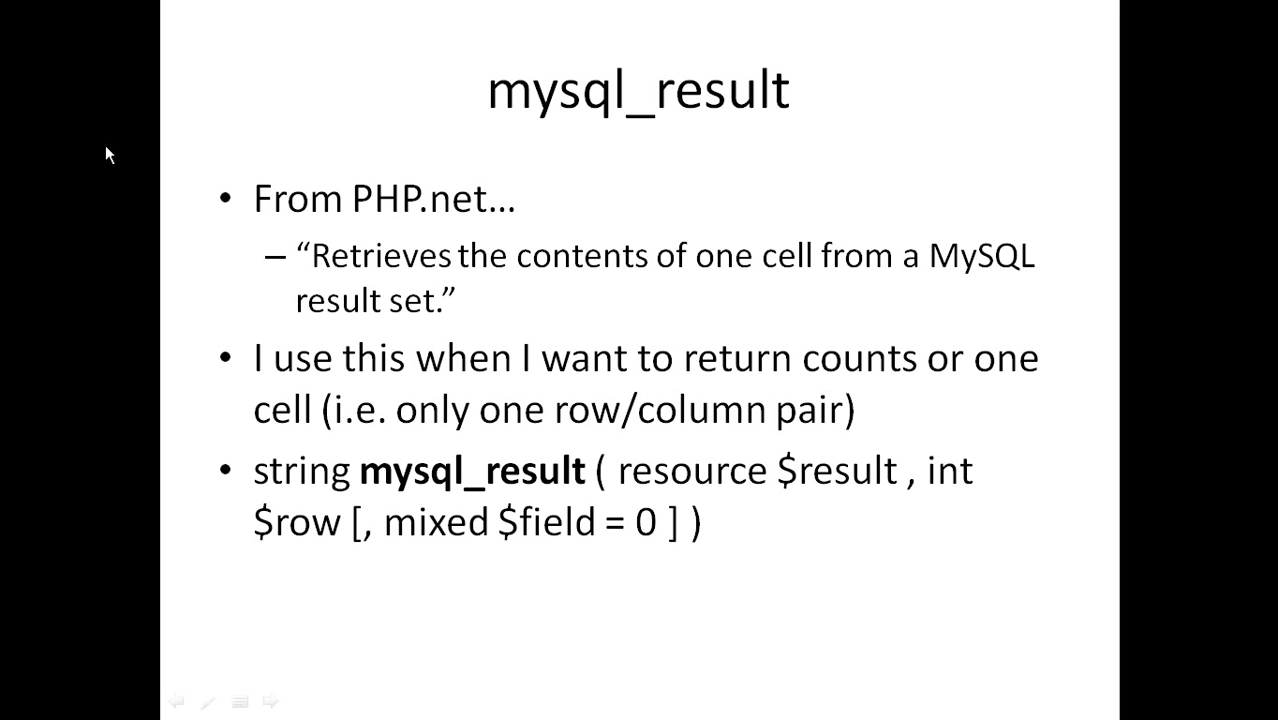 mysql_result
• From PHP.net…
– “Retrieves the contents of one cell from a MySQL
result set.”
• I use this when I want to return counts or one
cell (i.e. only one row/column pair)
• string mysql_result ( resource $result , int
$row [, mixed $field = 0 ] )